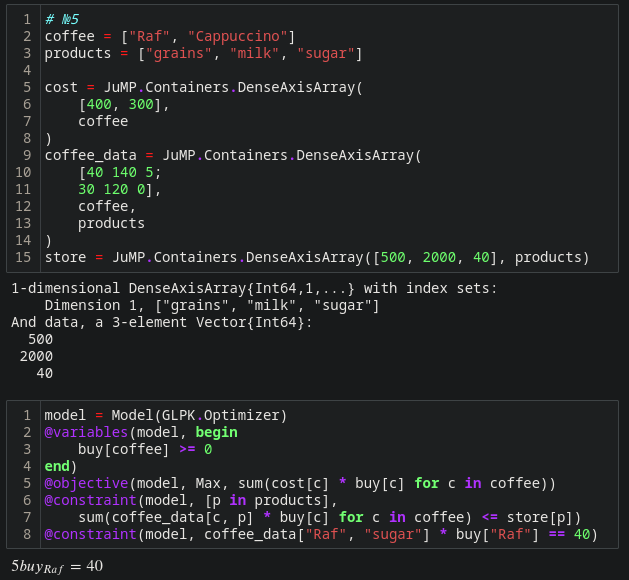 1 # №5
2 coffee = ["Raf", "Cappuccino"]
3 products = ["grains", "milk", "sugar"]
4
5 cost = JuMP.Containers.DenseAxisArray(
6     [400, 300],
7     coffee
8 )
9 coffee_data = JuMP.Containers.DenseAxisArray(
10     [40 140 5;
11     30 120 0],
12     coffee,
13     products
14 )
15 store = JuMP.Containers.DenseAxisArray([500, 2000, 40], products)
1-dimensional DenseAxisArray{Int64,1,...} with index sets:
    Dimension 1, ["grains", "milk", "sugar"]
And data, a 3-element Vector{Int64}:
  500
 2000
   40
1 model = Model(GLPK.Optimizer)
2 @variables(model, begin
3     buy[coffee] >= 0
4 end)
5 @objective(model, Max, sum(cost[c] * buy[c] for c in coffee))
6 @constraint(model, [p in products],
7     sum(coffee_data[c, p] * buy[c] for c in coffee) <= store[p])
8 @constraint(model, coffee_data["Raf", "sugar"] * buy["Raf"] == 40)
5buy_{Raf} = 40